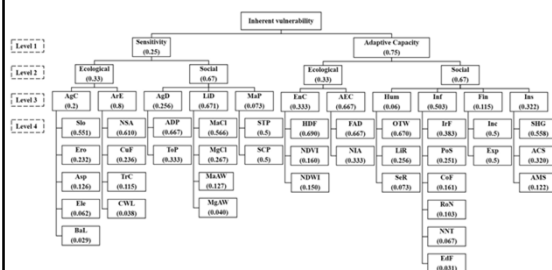 Inherent vulnerability
Level 1
Sensitivity
(0.25)
Adaptive Capacity
(0.75)
Level 2
Ecological
(0.33)
Social
(0.67)
Ecological
(0.33)
Social
(0.67)
Level 3
AgC
(0.2)
ArE
(0.8)
AgD
(0.256)
LiD
(0.671)
MaP
(0.073)
EnC
(0.333)
AEC
(0.667)
Hum
(0.06)
Inf
(0.503)
Fin
(0.115)
Ins
(0.322)
Level 4
Slo
(0.551)
NSA
(0.610)
ADP
(0.667)
MaCl
(0.566)
STP
(0.5)
HDF
(0.690)
FAD
(0.667)
OTW
(0.670)
IrF
(0.383)
Inc
(0.5)
SHG
(0.558)
Ero
(0.232)
CuF
(0.236)
ToP
(0.333)
MgCl
(0.267)
SCP
(0.5)
NDVI
(0.160)
NIA
(0.333)
LiR
(0.256)
PoS
(0.251)
Exp
(0.5)
ACS
(0.320)
Asp
(0.126)
TrC
(0.115)
MaAW
(0.127)
NDWI
(0.150)
SeR
(0.073)
CoF
(0.161)
AMS
(0.122)
Ele
(0.062)
CWL
(0.038)
MgAW
(0.040)
RoN
(0.103)
BaL
(0.029)
NNT
(0.067)
EdF
(0.031)